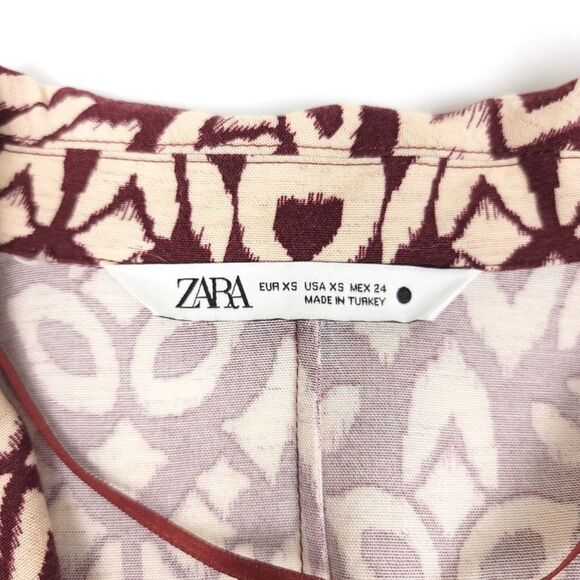 ZARA
EUR XS USA XS MEX 24
MADE IN TURKEY